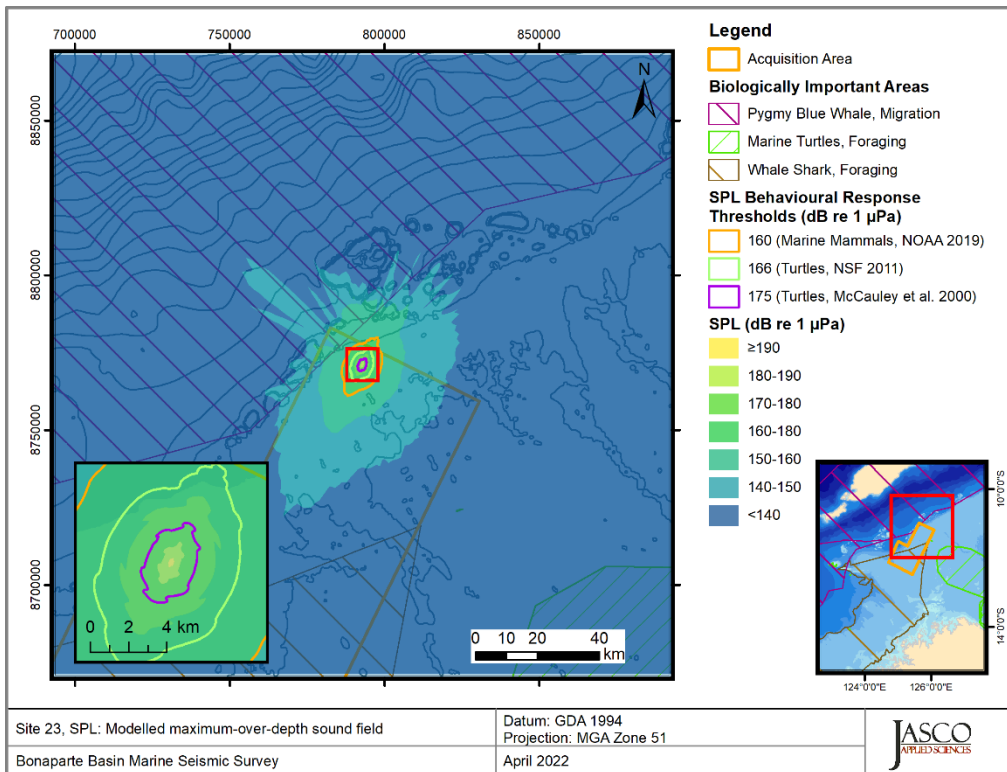 700000
750000
800000
850000
8850000
8800000
8750000
8700000
N
0 2 4 km
0 10 20 40
km
Legend
Acquisition Area
Biologically Important Areas
Pygmy Blue Whale, Migration
Marine Turtles, Foraging
Whale Shark, Foraging
SPL Behavioural Response
Thresholds (dB re 1 µPa)
160 (Marine Mammals, NOAA 2019)
166 (Turtles, NSF 2011)
175 (Turtles, McCauley et al. 2000)
SPL (dB re 1 µPa)
≥190
180-190
170-180
160-180
150-160
140-150
<140
10°0'0"S
14°0'0"S
124°0'0"E
126°0'0"E
Site 23, SPL: Modelled maximum-over-depth sound field
Datum: GDA 1994
Projection: MGA Zone 51
Bonaparte Basin Marine Seismic Survey
April 2022
JASCO
APPLIED SCIENCES